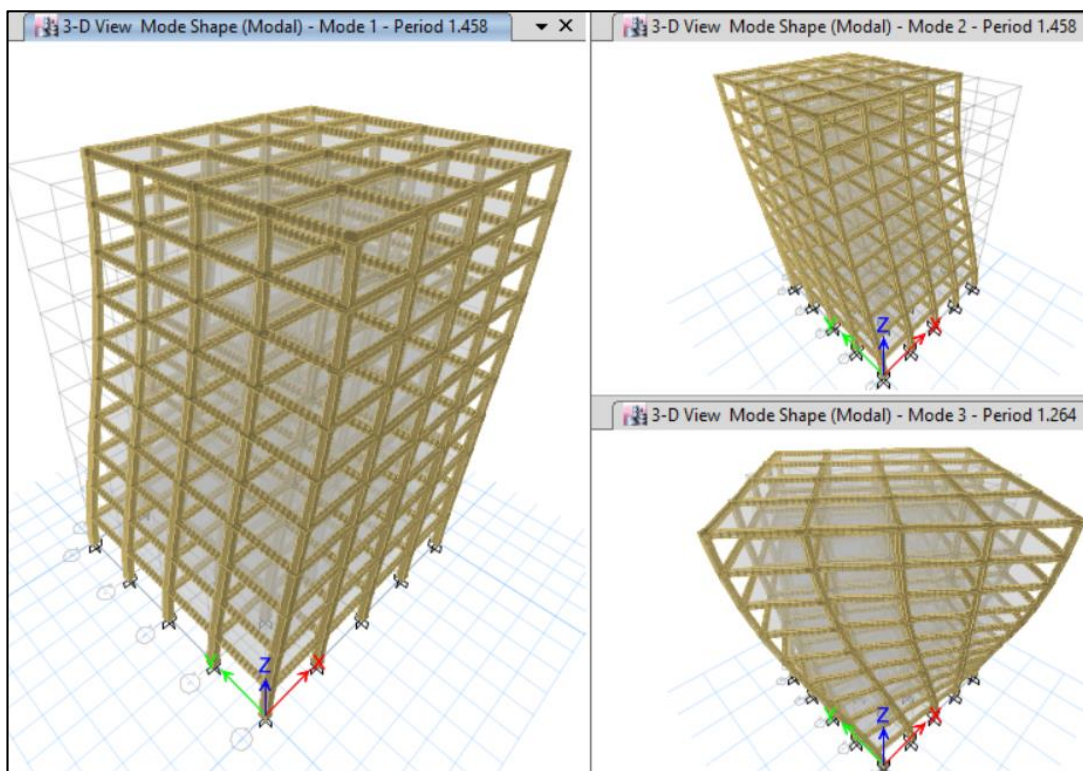 3-D View Mode Shape (Modal) - Mode 1 - Period 1.458
3-D View Mode Shape (Modal) - Mode 2 - Period 1.458
3-D View Mode Shape (Modal) - Mode 3 - Period 1.264
Y Z X
Z X
Z X